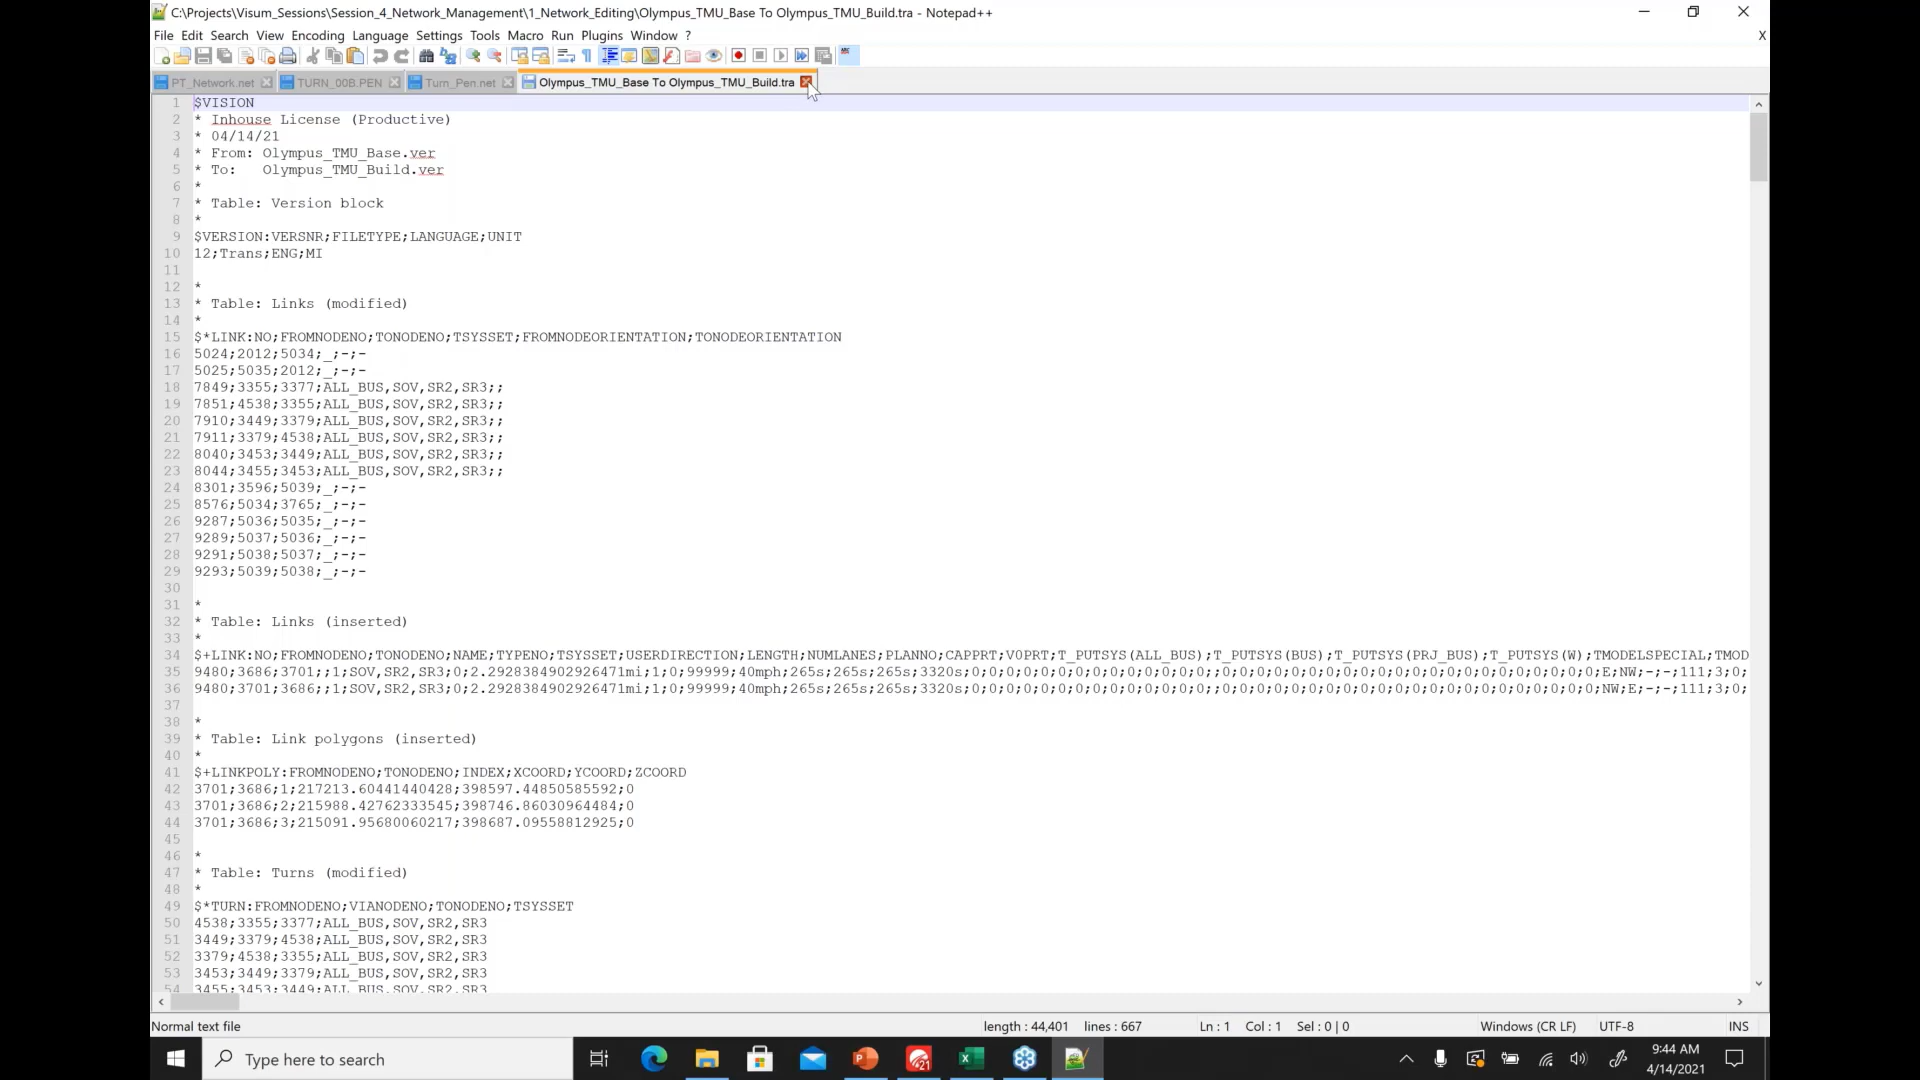 C:\Projects\Visum_Sessions\Session_4_Network_Management\1_Network_Editing\Olympus_TMU_Base To Olympus_TMU_Build.tra - Notepad++
File Edit Search View Encoding Language Settings Tools Macro Run Plugins Window ? X
PT_Network.net TURN_00B.PEN Turn_Pen.net Olympus_TMU_Base To Olympus_TMU_Build.tra
1 $VISION
2 * Inhouse License (Productive)
3 * 04/14/21
4 * From: Olympus_TMU_Base.ver
5 * To: Olympus_TMU_Build.ver
6 *
7 * Table: Version block
8 *
9 $VERSION:VERSNR;FILETYPE;LANGUAGE;UNIT
10 12;Trans;ENG;MI
11
12 *
13 * Table: Links (modified)
14 *
15 $*LINK:NO;FROMNODENO;TONODENO;TSYSSET;FROMNODEORIENTATION;TONODEORIENTATION
16 5024;2012;5034;_;-;-
17 5025;5035;2012;_;-;-
18 7849;3355;3377;ALL_BUS,SOV,SR2,SR3;;
19 7851;4538;3355;ALL_BUS,SOV,SR2,SR3;;
20 7910;3449;3379;ALL_BUS,SOV,SR2,SR3;;
21 7911;3379;4538;ALL_BUS,SOV,SR2,SR3;;
22 8040;3453;3449;ALL_BUS,SOV,SR2,SR3;;
23 8044;3455;3453;ALL_BUS,SOV,SR2,SR3;;
24 8301;3596;5039;_;-;-
25 8576;5034;3765;_;-;-
26 9287;5036;5035;_;-;-
27 9289;5037;5036;_;-;-
28 9291;5038;5037;_;-;-
29 9293;5039;5038;_;-;-
30
31 *
32 * Table: Links (inserted)
33 *
34 $+LINK:NO;FROMNODENO;TONODENO;NAME;TYPENO;TSYSSET;USERDIRECTION;LENGTH;NUMLANES;PLANNO;CAPPRT;V0PRT;T_PUTSYS(ALL_BUS);T_PUTSYS(BUS);T_PUTSYS(PRJ_BUS);T_PUTSYS(W);TMODELSPECIAL;TMOD
35 9480;3686;3701;;1;SOV,SR2,SR3;0;2.2928384902926471mi;1;0;99999;40mph;265s;265s;265s;3320s;0;0;0;0;0;0;0;0;0;0;0;0;;0;0;0;0;0;0;0;0;0;0;0;0;0;0;0;0;0;0;0;0;0;0;E;NW;-;-;111;3;0;
36 9480;3701;3686;;1;SOV,SR2,SR3;0;2.2928384902926471mi;1;0;99999;40mph;265s;265s;265s;3320s;0;0;0;0;0;0;0;0;0;0;0;0;;0;0;0;0;0;0;0;0;0;0;0;0;0;0;0;0;0;0;0;0;0;0;NW;E;-;-;111;3;0;
37
38 *
39 * Table: Link polygons (inserted)
40 *
41 $+LINKPOLY:FROMNODENO;TONODENO;INDEX;XCOORD;YCOORD;ZCOORD
42 3701;3686;1;217213.60441440428;398597.44850585592;0
43 3701;3686;2;215988.42762333545;398746.86030964484;0
44 3701;3686;3;215091.95680060217;398687.09558812925;0
45
46 *
47 * Table: Turns (modified)
48 *
49 $*TURN:FROMNODENO;VIANODENO;TONODENO;TSYSSET
50 4538;3355;3377;ALL_BUS,SOV,SR2,SR3
51 3449;3379;4538;ALL_BUS,SOV,SR2,SR3
52 3379;4538;3355;ALL_BUS,SOV,SR2,SR3
53 3453;3449;3379;ALL_BUS,SOV,SR2,SR3
54 3455;3453;3449;ALL_BUS,SOV,SR2,SR3
Normal text file length : 44,401 lines : 667 Ln : 1 Col : 1 Sel : 0 | 0 Windows (CR LF) UTF-8 INS
Type here to search 21 9:44 AM
4/14/2021